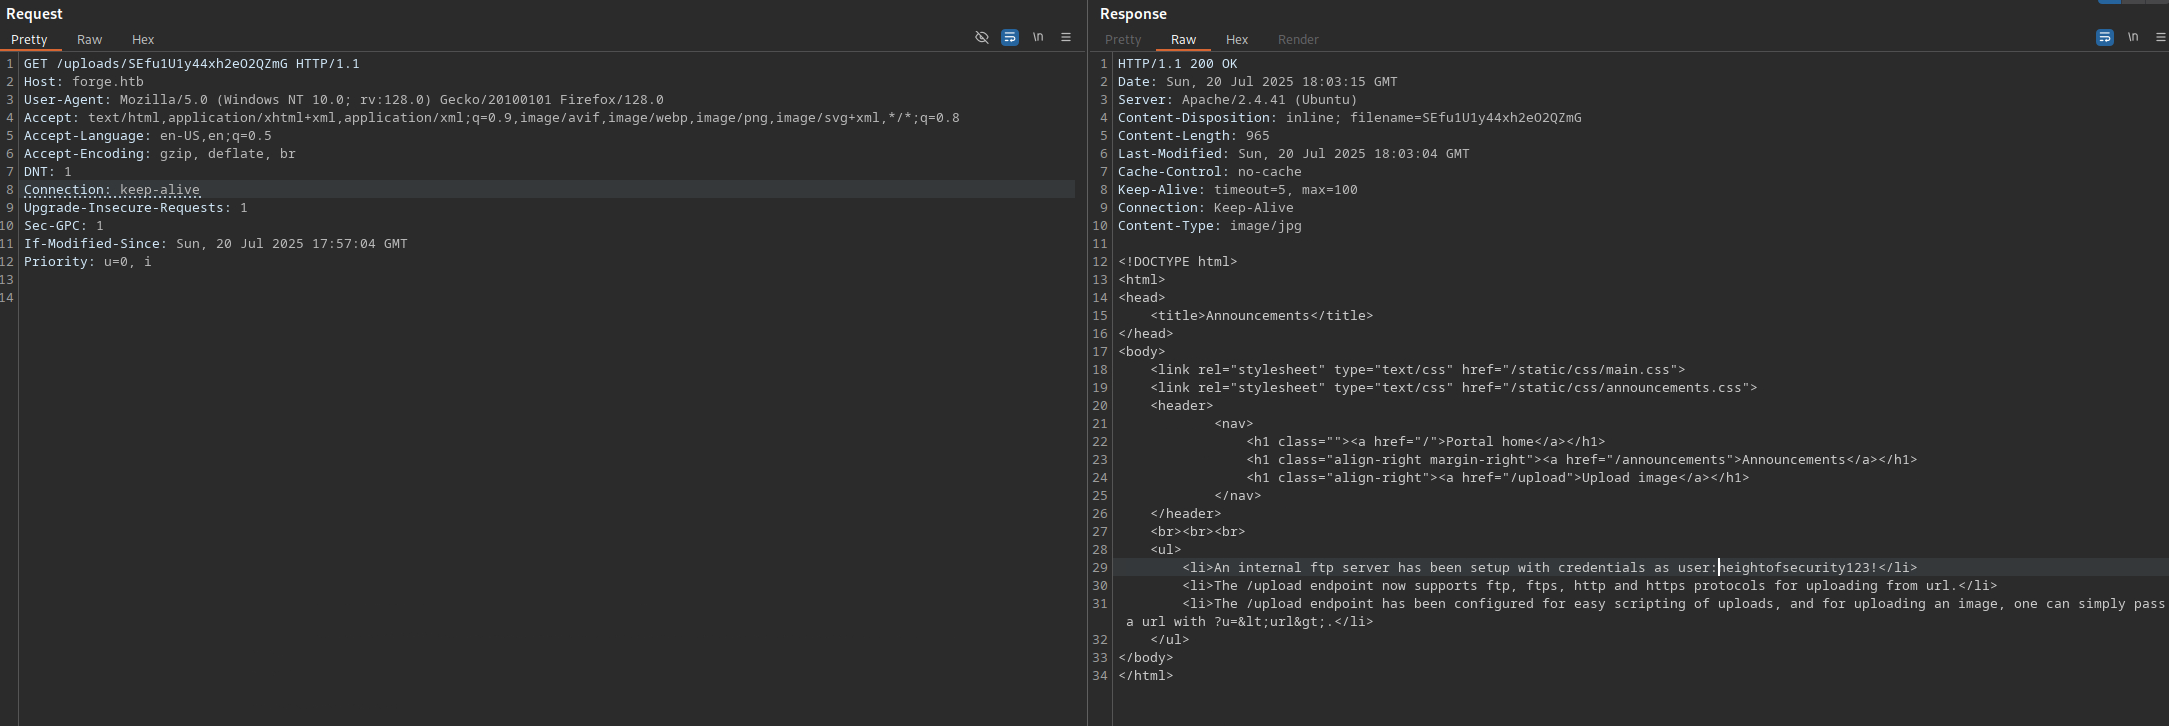 Request
Pretty Raw Hex \n
1 GET /uploads/SEfu1U1y44xh2eO2QZmG HTTP/1.1
2 Host: forge.htb
3 User-Agent: Mozilla/5.0 (Windows NT 10.0; rv:128.0) Gecko/20100101 Firefox/128.0
4 Accept: text/html,application/xhtml+xml,application/xml;q=0.9,image/avif,image/webp,image/png,image/svg+xml,*/*;q=0.8
5 Accept-Language: en-US,en;q=0.5
6 Accept-Encoding: gzip, deflate, br
7 DNT: 1
8 Connection: keep-alive
9 Upgrade-Insecure-Requests: 1
10 Sec-GPC: 1
11 If-Modified-Since: Sun, 20 Jul 2025 17:57:04 GMT
12 Priority: u=0, i
13
14
Response
Pretty Raw Hex Render \n
1 HTTP/1.1 200 OK
2 Date: Sun, 20 Jul 2025 18:03:15 GMT
3 Server: Apache/2.4.41 (Ubuntu)
4 Content-Disposition: inline; filename=SEfu1U1y44xh2eO2QZmG
5 Content-Length: 965
6 Last-Modified: Sun, 20 Jul 2025 18:03:04 GMT
7 Cache-Control: no-cache
8 Keep-Alive: timeout=5, max=100
9 Connection: Keep-Alive
10 Content-Type: image/jpg
11
12 <!DOCTYPE html>
13 <html>
14 <head>
15 <title>Announcements</title>
16 </head>
17 <body>
18 <link rel="stylesheet" type="text/css" href="/static/css/main.css">
19 <link rel="stylesheet" type="text/css" href="/static/css/announcements.css">
20 <header>
21 <nav>
22 <h1 class=""><a href="/">Portal home</a></h1>
23 <h1 class="align-right margin-right"><a href="/announcements">Announcements</a></h1>
24 <h1 class="align-right"><a href="/upload">Upload image</a></h1>
25 </nav>
26 </header>
27 <br><br><br>
28 <ul>
29 <li>An internal ftp server has been setup with credentials as user:heightofsecurity123!</li>
30 <li>The /upload endpoint now supports ftp, ftps, http and https protocols for uploading from url.</li>
31 <li>The /upload endpoint has been configured for easy scripting of uploads, and for uploading an image, one can simply pass
a url with ?u=&lt;url&gt;.</li>
32 </ul>
33 </body>
34 </html>